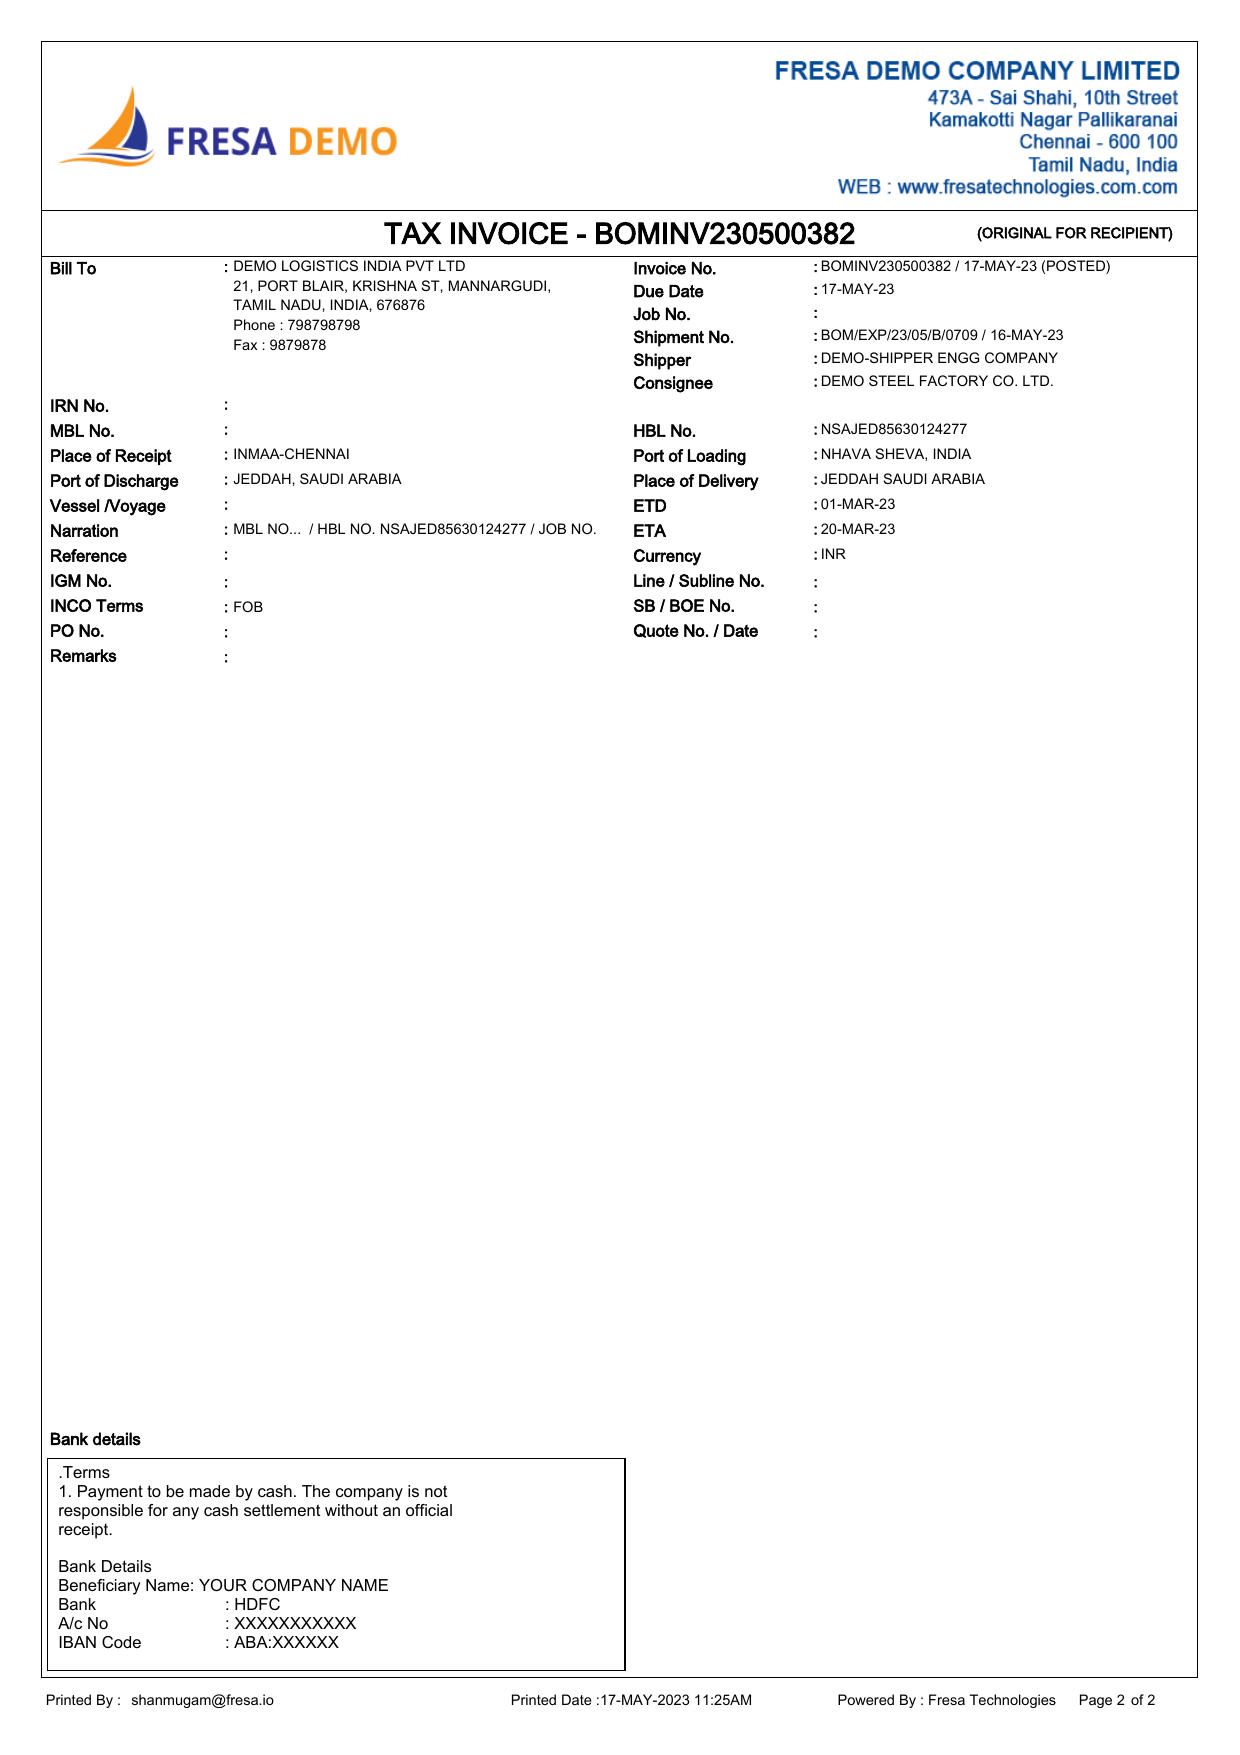 FRESA DEMO
FRESA DEMO COMPANY LIMITED
473A - Sai Shahi, 10th Street
Kamakotti Nagar Pallikaranai
Chennai - 600 100
Tamil Nadu, India
WEB : www.fresatechnologies.com.com
TAX INVOICE - BOMINV230500382 (ORIGINAL FOR RECIPIENT)
Bill To : DEMO LOGISTICS INDIA PVT LTD
21, PORT BLAIR, KRISHNA ST, MANNARGUDI,
TAMIL NADU, INDIA, 676876
Phone : 798798798
Fax : 9879878
Invoice No. : BOMINV230500382 / 17-MAY-23 (POSTED)
Due Date : 17-MAY-23
Job No. :
Shipment No. : BOM/EXP/23/05/B/0709 / 16-MAY-23
Shipper : DEMO-SHIPPER ENGG COMPANY
Consignee : DEMO STEEL FACTORY CO. LTD.
IRN No. :
MBL No. : HBL No. : NSAJED85630124277
Place of Receipt : INMAA-CHENNAI Port of Loading : NHAVA SHEVA, INDIA
Port of Discharge : JEDDAH, SAUDI ARABIA Place of Delivery : JEDDAH SAUDI ARABIA
Vessel /Voyage : ETD : 01-MAR-23
Narration : MBL NO... / HBL NO. NSAJED85630124277 / JOB NO. ETA : 20-MAR-23
Reference : Currency : INR
IGM No. : Line / Subline No. :
INCO Terms : FOB SB / BOE No. :
PO No. : Quote No. / Date :
Remarks :
Bank details
.Terms
1. Payment to be made by cash. The company is not
responsible for any cash settlement without an official
receipt.
Bank Details
Beneficiary Name: YOUR COMPANY NAME
Bank : HDFC
A/c No : XXXXXXXXXXX
IBAN Code : ABA:XXXXXX
Printed By : shanmugam@fresa.io Printed Date :17-MAY-2023 11:25AM Powered By : Fresa Technologies Page 2 of 2